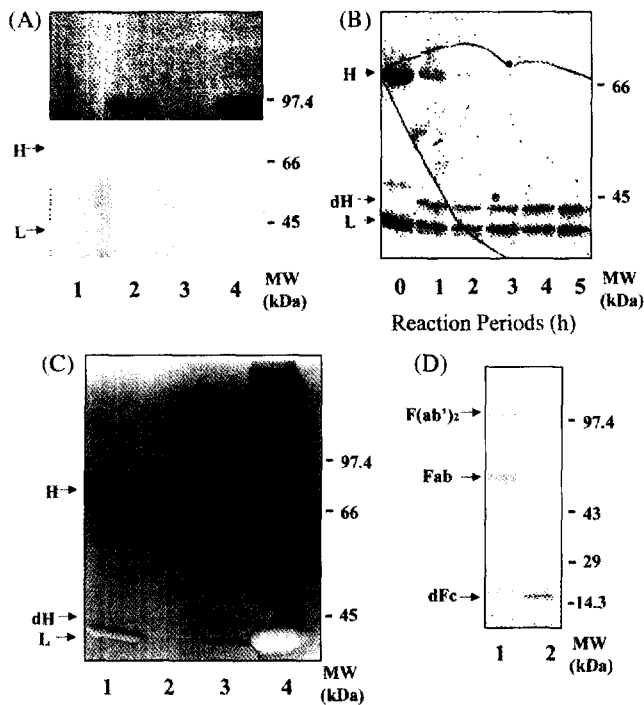 (A)
97.4
H
66
L
45
1 2 3 4
MW
(kDa)
(B)
H
66
45
dH
L
0 1 2 3 4 5
MW
(kDa)
Reaction Periods (h)
(C)
97.4
H
66
dH
45
L
1 2 3 4
MW
(kDa)
(D)
F(ab')₂
97.4
Fab
43
29
dFc
14.3
1 2
MW
(kDa)